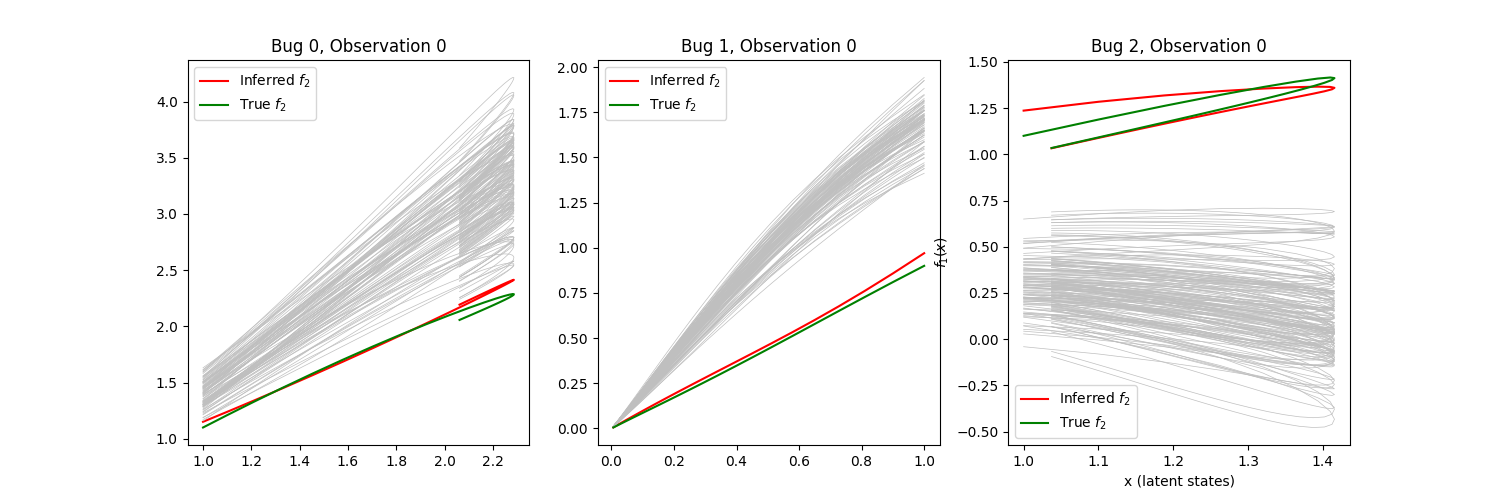 Bug 0, Observation 0
Inferred f₂
True f₂
4.0
3.5
3.0
2.5
2.0
1.5
1.0
1.0 1.2 1.4 1.6 1.8 2.0 2.2
Bug 1, Observation 0
Inferred f₂
True f₂
2.00
1.75
1.50
1.25
1.00
0.75
0.50
0.25
0.00
0.0 0.2 0.4 0.6 0.8 1.0
Bug 2, Observation 0
f₁(x)
1.50
1.25
1.00
0.75
0.50
0.25
0.00
−0.25
−0.50
Inferred f₂
True f₂
1.0 1.1 1.2 1.3 1.4
x (latent states)